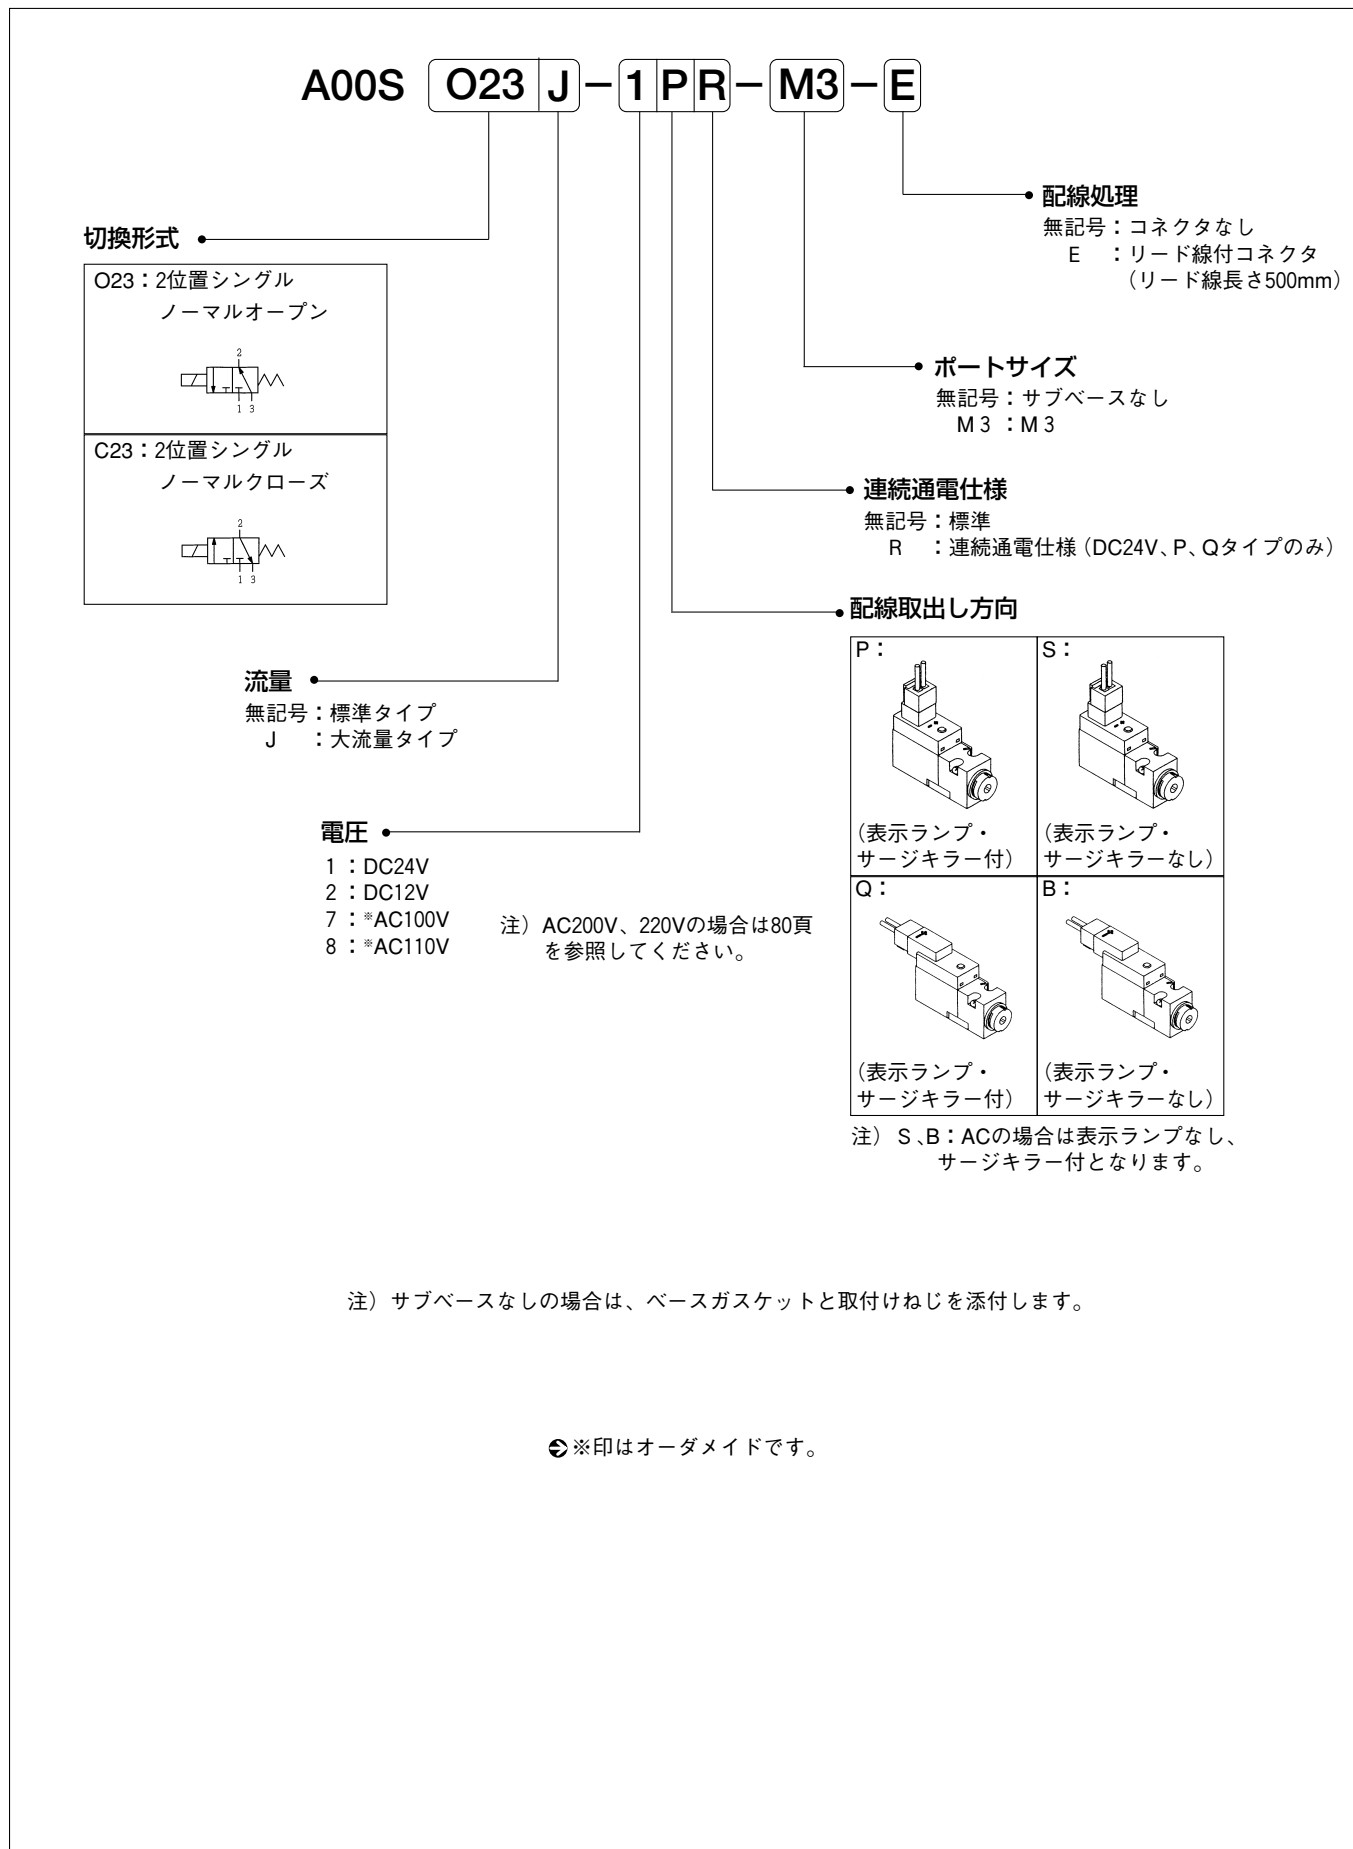 A00S O23 J－1 P R－M3－E
配線処理
無記号：コネクタなし
E ：リード線付コネクタ
（リード線長さ500mm）
切換形式
O23：2位置シングル
ノーマルオープン
2
1 3
C23：2位置シングル
ノーマルクローズ
2
1 3
ポートサイズ
無記号：サブベースなし
M 3 ：M 3
連続通電仕様
無記号：標準
R ：連続通電仕様（DC24V、P、Qタイプのみ）
配線取出し方向
P：
（表示ランプ・
サージキラー付）
S：
（表示ランプ・
サージキラーなし）
Q：
（表示ランプ・
サージキラー付）
B：
（表示ランプ・
サージキラーなし）
注） S、B：ACの場合は表示ランプなし、
サージキラー付となります。
流量
無記号：標準タイプ
J ：大流量タイプ
電圧
1 ：DC24V
2 ：DC12V
7 ：※AC100V
8 ：※AC110V
注）AC200V、220Vの場合は80頁
を参照してください。
注）サブベースなしの場合は、ベースガスケットと取付けねじを添付します。
※印はオーダメイドです。